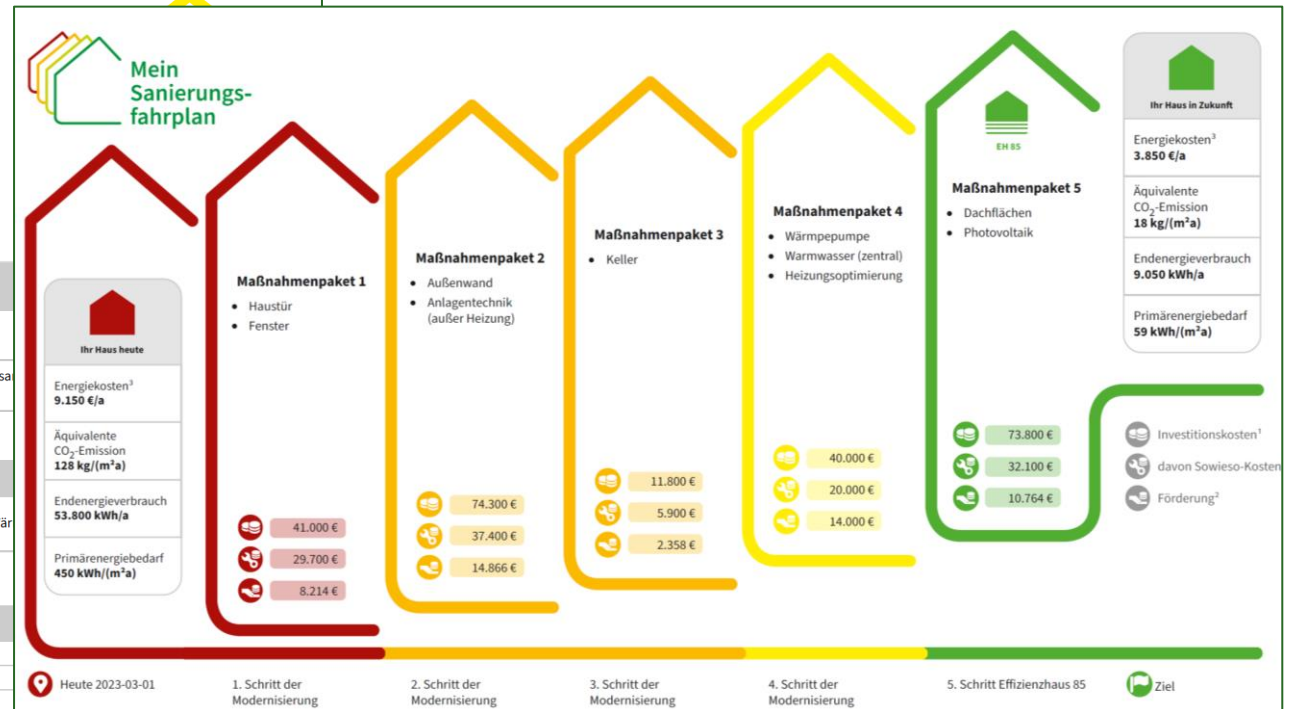 Mein
Sanierungs-
fahrplan
Ihr Haus heute
Energiekosten³
9.150 €/a
Äquivalente
CO₂-Emission
128 kg/(m²a)
Endenergieverbrauch
53.800 kWh/a
Primärenergiebedarf
450 kWh/(m²a)
Maßnahmenpaket 1
• Haustür
• Fenster
41.000 €
29.700 €
8.214 €
Maßnahmenpaket 2
• Außenwand
• Anlagentechnik
(außer Heizung)
74.300 €
37.400 €
14.866 €
Maßnahmenpaket 3
• Keller
11.800 €
5.900 €
2.358 €
Maßnahmenpaket 4
• Wärmepumpe
• Warmwasser (zentral)
• Heizungsoptimierung
40.000 €
20.000 €
14.000 €
EH 85
Maßnahmenpaket 5
• Dachflächen
• Photovoltaik
73.800 €
32.100 €
10.764 €
Ihr Haus in Zukunft
Energiekosten³
3.850 €/a
Äquivalente
CO₂-Emission
18 kg/(m²a)
Endenergieverbrauch
9.050 kWh/a
Primärenergiebedarf
59 kWh/(m²a)
Investitionskosten¹
davon Sowieso-Kosten
Förderung²
Heute 2023-03-01
1. Schritt der
Modernisierung
2. Schritt der
Modernisierung
3. Schritt der
Modernisierung
4. Schritt der
Modernisierung
5. Schritt Effizienzhaus 85
Ziel